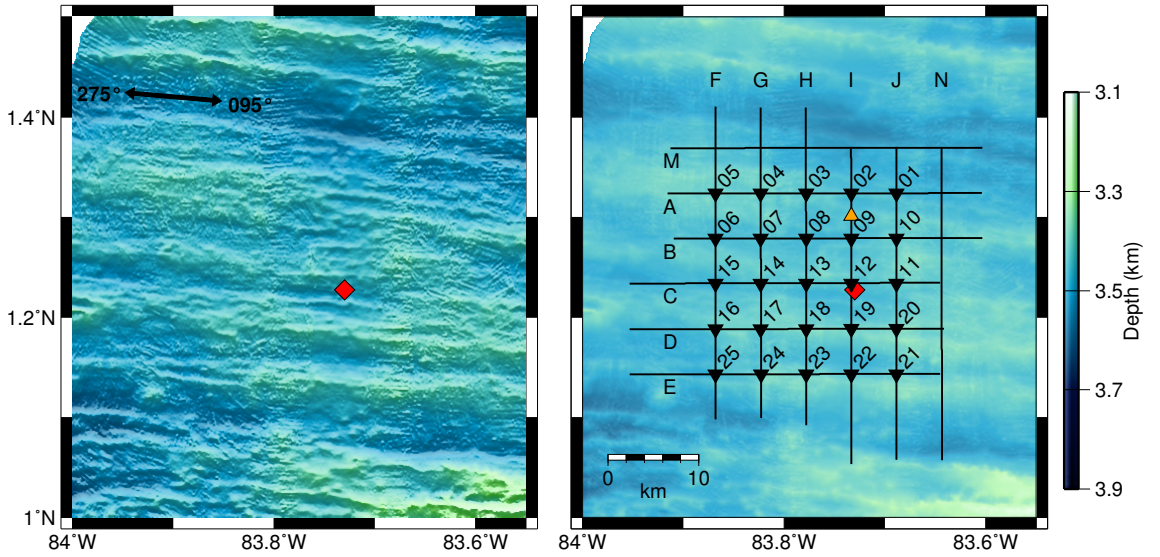 1.4˚N
1.2˚N
1˚N
84˚W
83.8˚W
83.6˚W
275°
095°
F G H I J N
M
05 04 03 02 01
A
06 07 08 09 10
B
15 14 13 12 11
C
16 17 18 19 20
D
25 24 23 22 21
E
0 10
km
84˚W
83.8˚W
83.6˚W
3.1
3.3
3.5
3.7
3.9
Depth (km)